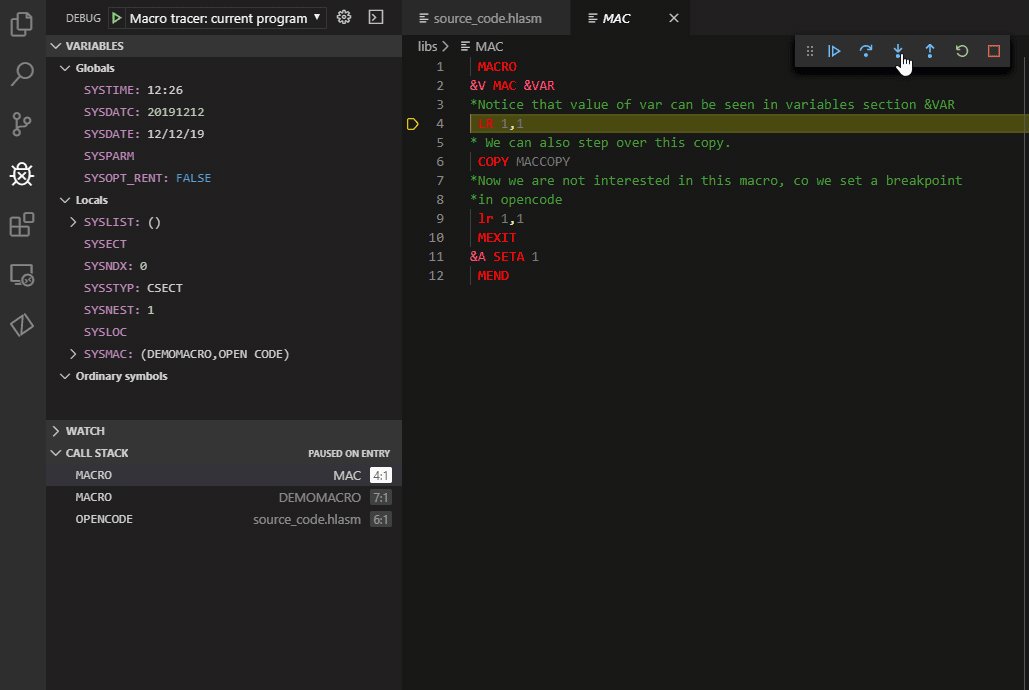 DEBUG Macro tracer: current program
VARIABLES
Globals
SYSTIME: 12:26
SYSDATC: 20191212
SYSDATE: 12/12/19
SYSPARM
SYSOPT_RENT: FALSE
Locals
SYSLIST: ()
SYSECT
SYSNDX: 0
SYSSTYP: CSECT
SYSNEST: 1
SYSLOC
SYSMAC: (DEMOMACRO,OPEN CODE)
Ordinary symbols
WATCH
CALL STACK PAUSED ON ENTRY
MACRO MAC 4:1
MACRO DEMOMACRO 7:1
OPENCODE source_code.hlasm 6:1
source_code.hlasm MAC
libs > MAC
1 MACRO
2 &V MAC &VAR
3 *Notice that value of var can be seen in variables section &VAR
4 LR 1,1
5 * We can also step over this copy.
6 COPY MACCOPY
7 *Now we are not interested in this macro, co we set a breakpoint
8 *in opencode
9 lr 1,1
10 MEXIT
11 &A SETA 1
12 MEND